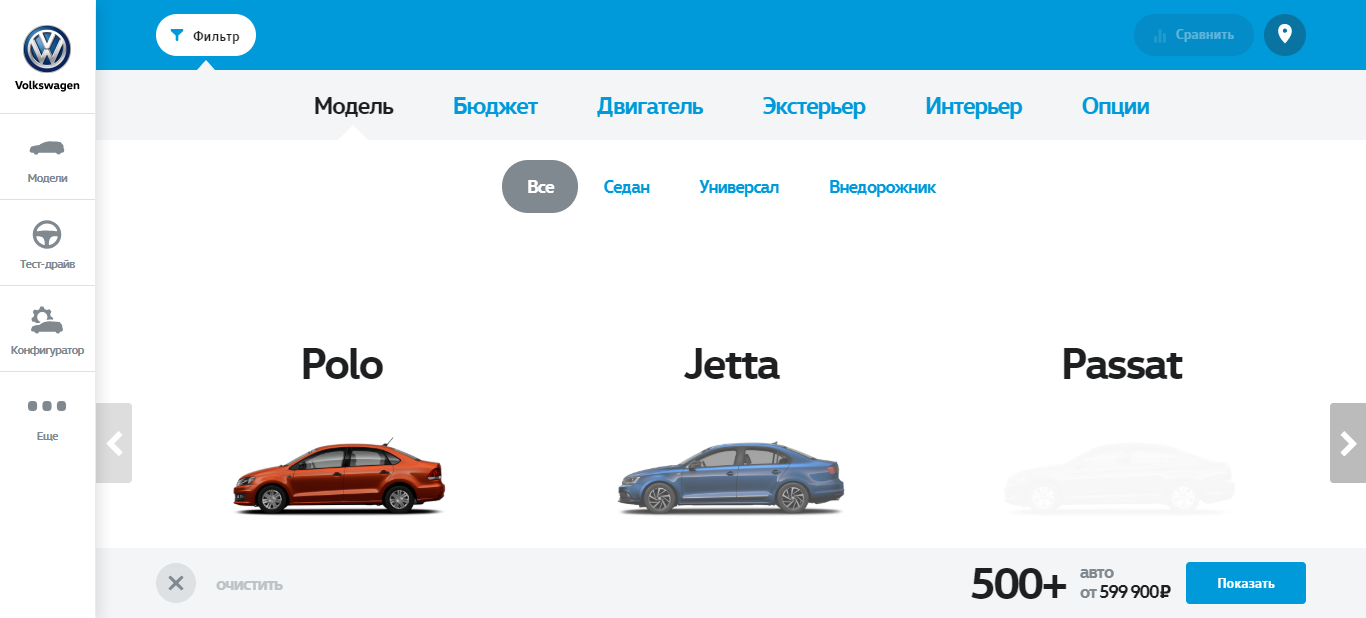 Volkswagen
Модели
Тест-драйв
Конфигуратор
Еще
Фильтр
Сравнить
Модель Бюджет Двигатель Экстерьер Интерьер Опции
Все Седан Универсал Внедорожник
Polo Jetta Passat
очистить
500+
авто
от 599 900₽
Показать